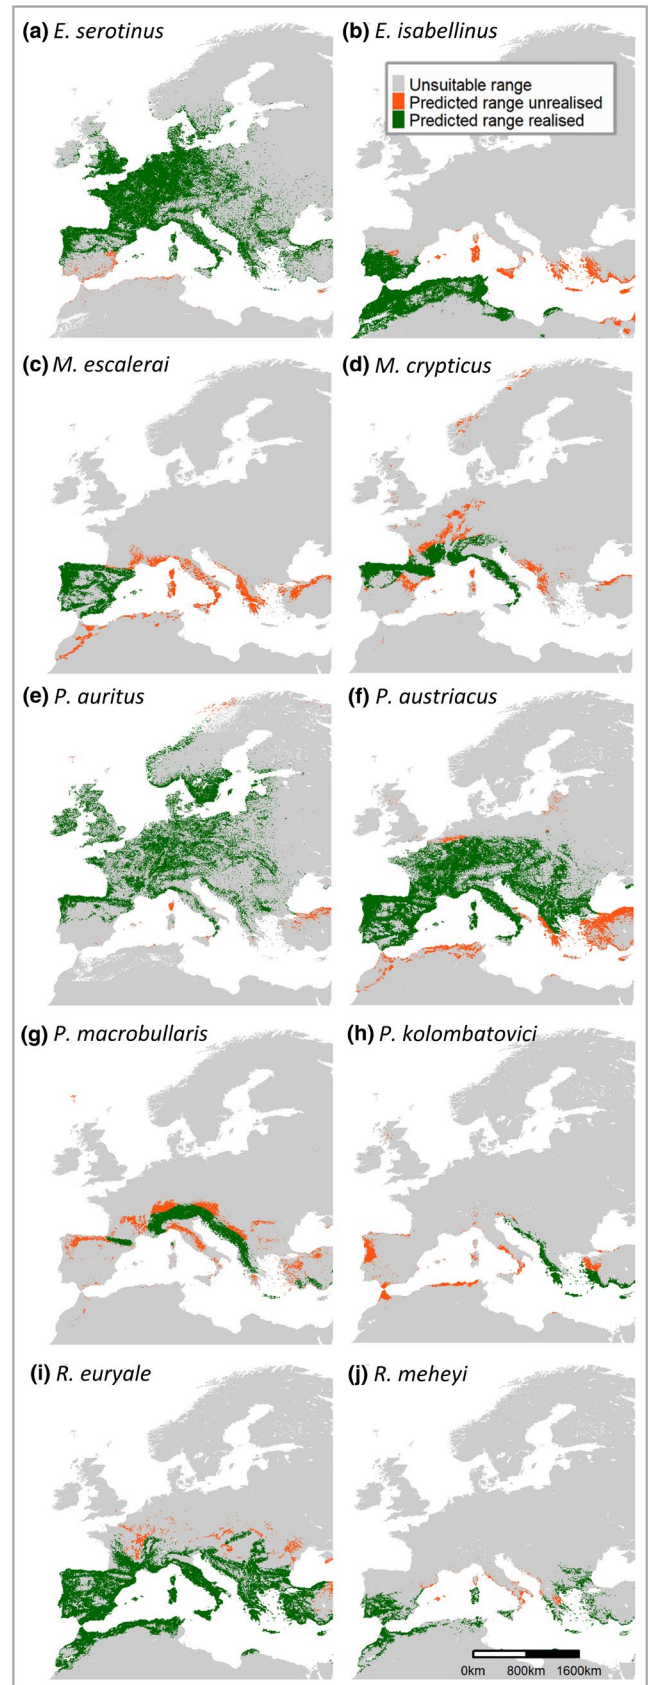 (a) E. serotinus
(b) E. isabellinus
Unsuitable range
Predicted range unrealised
Predicted range realised
(c) M. escalerai
(d) M. crypticus
(e) P. auritus
(f) P. austriacus
(g) P. macrobullaris
(h) P. kolombatovici
(i) R. euryale
(j) R. meheyi
0km 800km 1600km